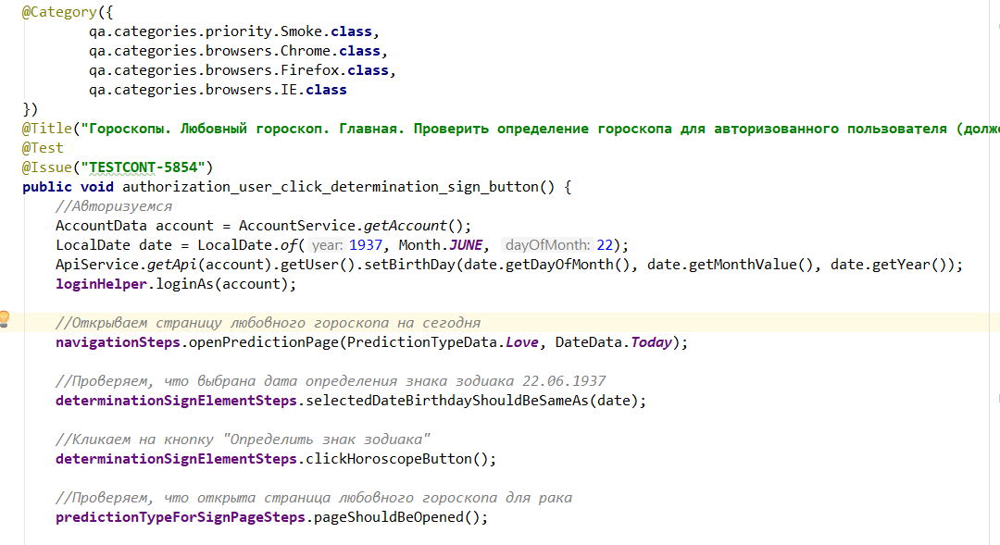 @Category({
qa.categories.priority.Smoke.class,
qa.categories.browsers.Chrome.class,
qa.categories.browsers.Firefox.class,
qa.categories.browsers.IE.class
})
@Title("Гороскопы. Любовный гороскоп. Главная. Проверить определение гороскопа для авторизованного пользователя (долж
@Test
@Issue("TESTCONT-5854")
public void authorization_user_click_determination_sign_button() {
//Авторизуемся
AccountData account = AccountService.getAccount();
LocalDate date = LocalDate.of( year: 1937, Month.JUNE, dayOfMonth: 22);
ApiService.getApi(account).getUser().setBirthDay(date.getDayOfMonth(), date.getMonthValue(), date.getYear());
loginHelper.loginAs(account);
//Открываем страницу любовного гороскопа на сегодня
navigationSteps.openPredictionPage(PredictionTypeData.Love, DateData.Today);
//Проверяем, что выбрана дата определения знака зодиака 22.06.1937
determinationSignElementSteps.selectedDateBirthdayShouldBeSameAs(date);
//Кликаем на кнопку "Определить знак зодиака"
determinationSignElementSteps.clickHoroscopeButton();
//Проверяем, что открыта страница любовного гороскопа для рака
predictionTypeForSignPageSteps.pageShouldBeOpened();